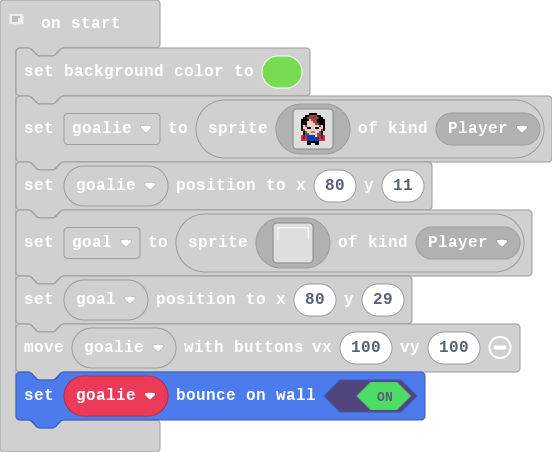 on start
set background color to
set goalie to sprite of kind Player
set goalie position to x 80 y 11
set goal to sprite of kind Player
set goal position to x 80 y 29
move goalie with buttons vx 100 vy 100
set goalie bounce on wall ON